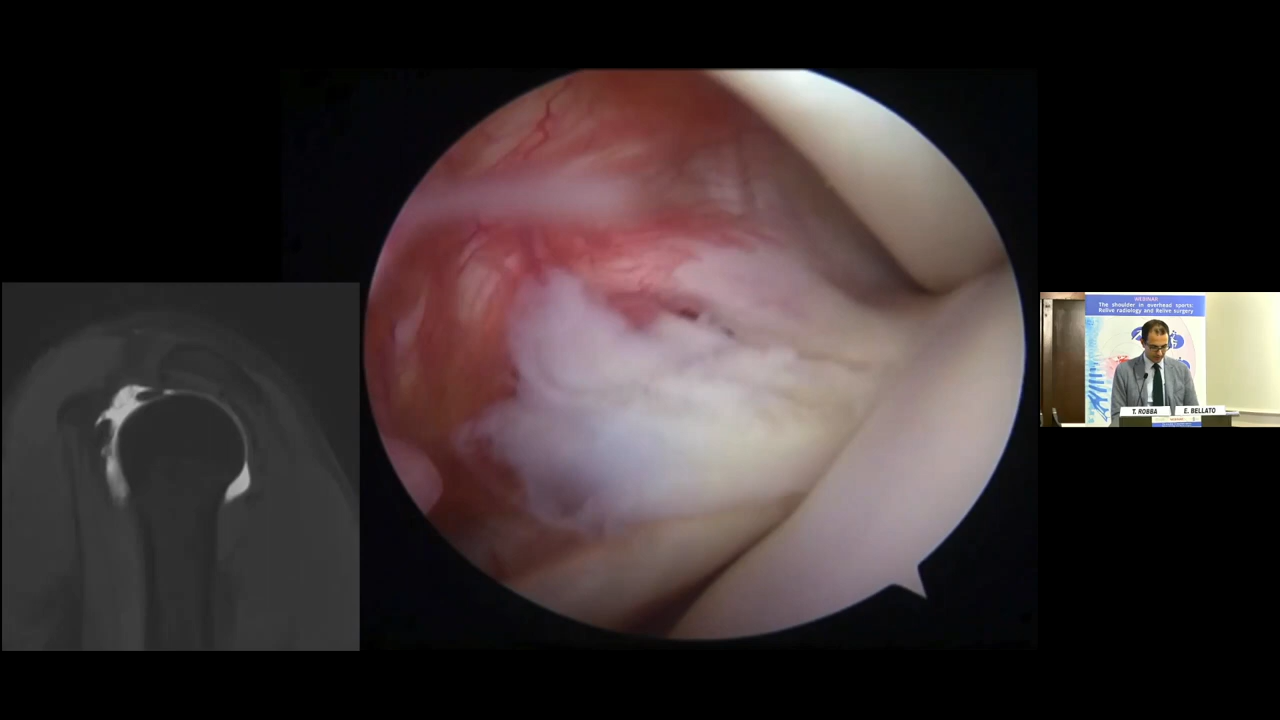 WEBINAR
The shoulder in overhead sports:
Relive radiology and Relive surgery
T. ROBBA
E. BELLATO